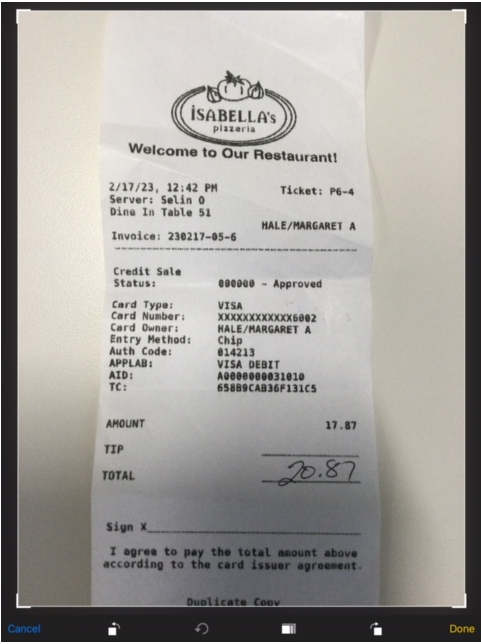 ISABELLA's
pizzeria
Welcome to Our Restaurant!
2/17/23, 12:42 PM Ticket: P6-4
Server: Selin O
Dine In Table 51
HALE/MARGARET A
Invoice: 230217-05-6
Credit Sale
Status: 000000 - Approved
Card Type: VISA
Card Number: XXXXXXXXXXXX6002
Card Owner: HALE/MARGARET A
Entry Method: Chip
Auth Code: 014213
APPLAB: VISA DEBIT
AID: A0000000031010
TC: 658B9CAB36F131C5
AMOUNT 17.87
TIP
TOTAL 20.87
Sign X
I agree to pay the total amount above
according to the card issuer agreement.
Duplicate Copy
Cancel Done